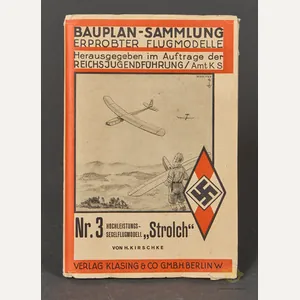 BAUPLAN-SAMMLUNG
ERPROBTER FLUGMODELLE
Herausgegeben im Auftrage der
REICHSJUGENDFÜHRUNG / Amt K S
Nr. 3 HOCHLEISTUNGS-
SEGELFLUGMODELL „Strolch“
VON H. KIRSCHKE
VERLAG KLASING & CO G.M.B.H. BERLIN W